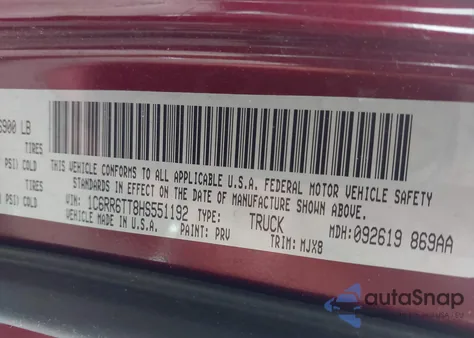 6900 LB
TIRES
PSI) COLD
TIRES
PSI) COLD
THIS VEHICLE CONFORMS TO ALL APPLICABLE U.S.A. FEDERAL MOTOR VEHICLE SAFETY
STANDARDS IN EFFECT ON THE DATE OF MANUFACTURE SHOWN ABOVE.
VIN: 1C6RR6TT8HS551192 TYPE: TRUCK MDH: 092619 869AA
VEHICLE MADE IN U.S.A. PAINT: PRV TRIM: MJX8
autoSnap